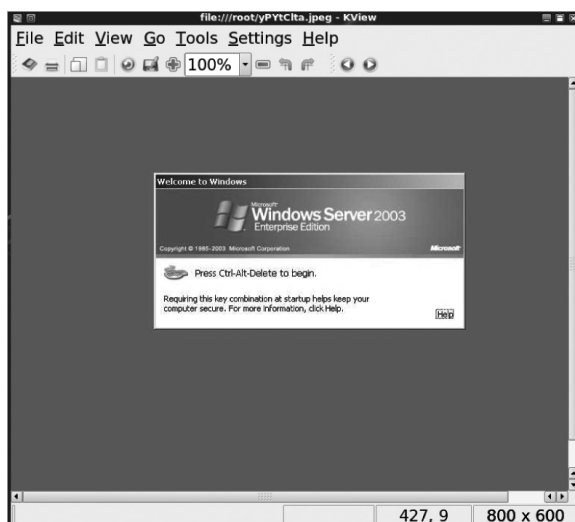 file:///root/yPYtClta.jpeg - KView
File Edit View Go Tools Settings Help
100%
Welcome to Windows
Microsoft
Windows Server 2003
Enterprise Edition
Copyright © 1985-2003 Microsoft Corporation
Microsoft
Press Ctrl-Alt-Delete to begin.
Requiring this key combination at startup helps keep your
computer secure. For more information, click Help.
Help
427, 9
800 x 600